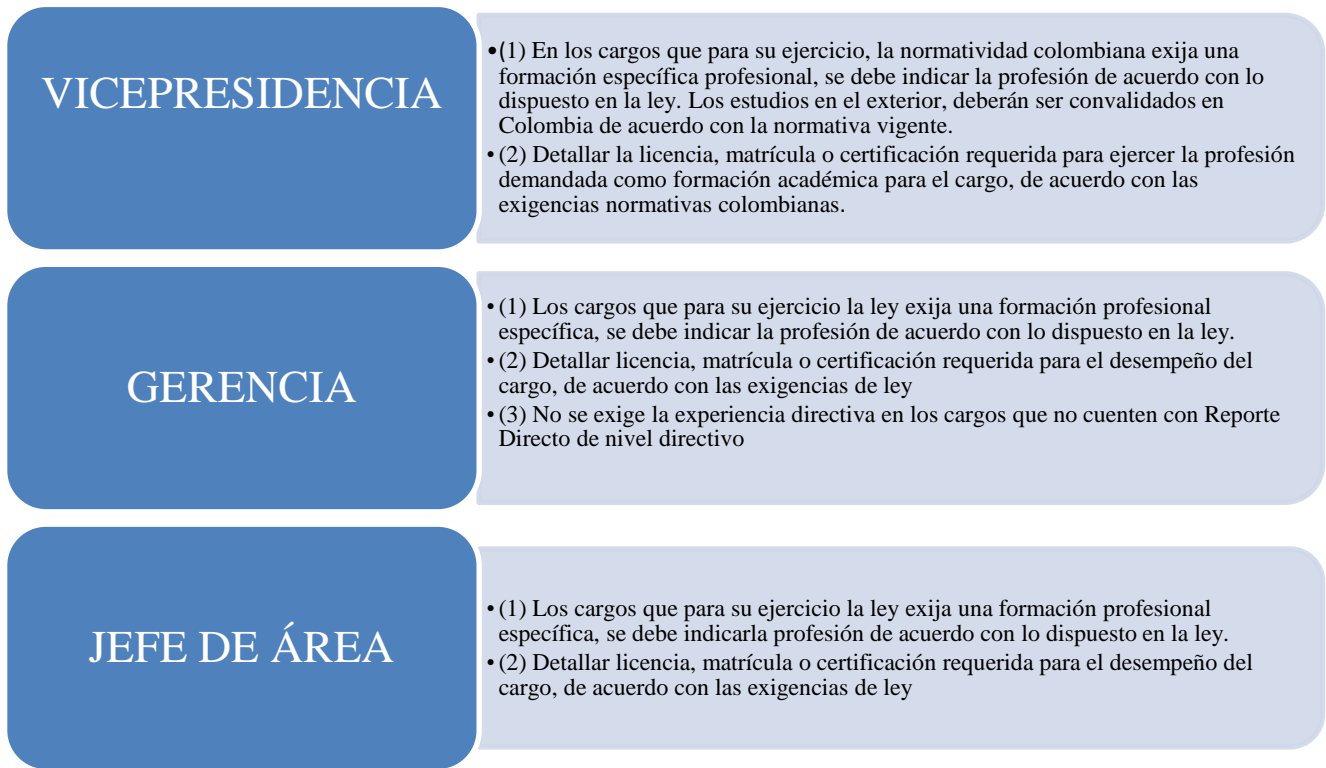 VICEPRESIDENCIA
•(1) En los cargos que para su ejercicio, la normatividad colombiana exija una
formación específica profesional, se debe indicar la profesión de acuerdo con lo
dispuesto en la ley. Los estudios en el exterior, deberán ser convalidados en
Colombia de acuerdo con la normativa vigente.
•(2) Detallar la licencia, matrícula o certificación requerida para ejercer la profesión
demandada como formación académica para el cargo, de acuerdo con las
exigencias normativas colombianas.
GERENCIA
•(1) Los cargos que para su ejercicio la ley exija una formación profesional
específica, se debe indicar la profesión de acuerdo con lo dispuesto en la ley.
•(2) Detallar licencia, matrícula o certificación requerida para el desempeño del
cargo, de acuerdo con las exigencias de ley
•(3) No se exige la experiencia directiva en los cargos que no cuenten con Reporte
Directo de nivel directivo
JEFE DE ÁREA
•(1) Los cargos que para su ejercicio la ley exija una formación profesional
específica, se debe indicarla profesión de acuerdo con lo dispuesto en la ley.
•(2) Detallar licencia, matrícula o certificación requerida para el desempeño del
cargo, de acuerdo con las exigencias de ley